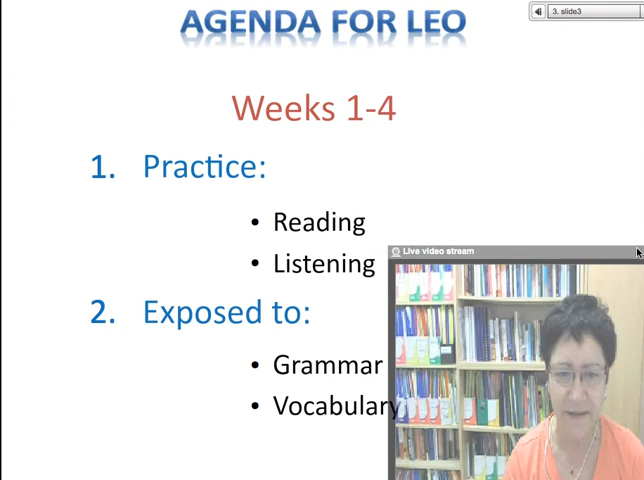 AGENDA FOR LEO
3. slide3
Weeks 1-4
1. Practice:
• Reading
Live video stream
• Listening
2. Exposed to:
• Grammar
• Vocabulary